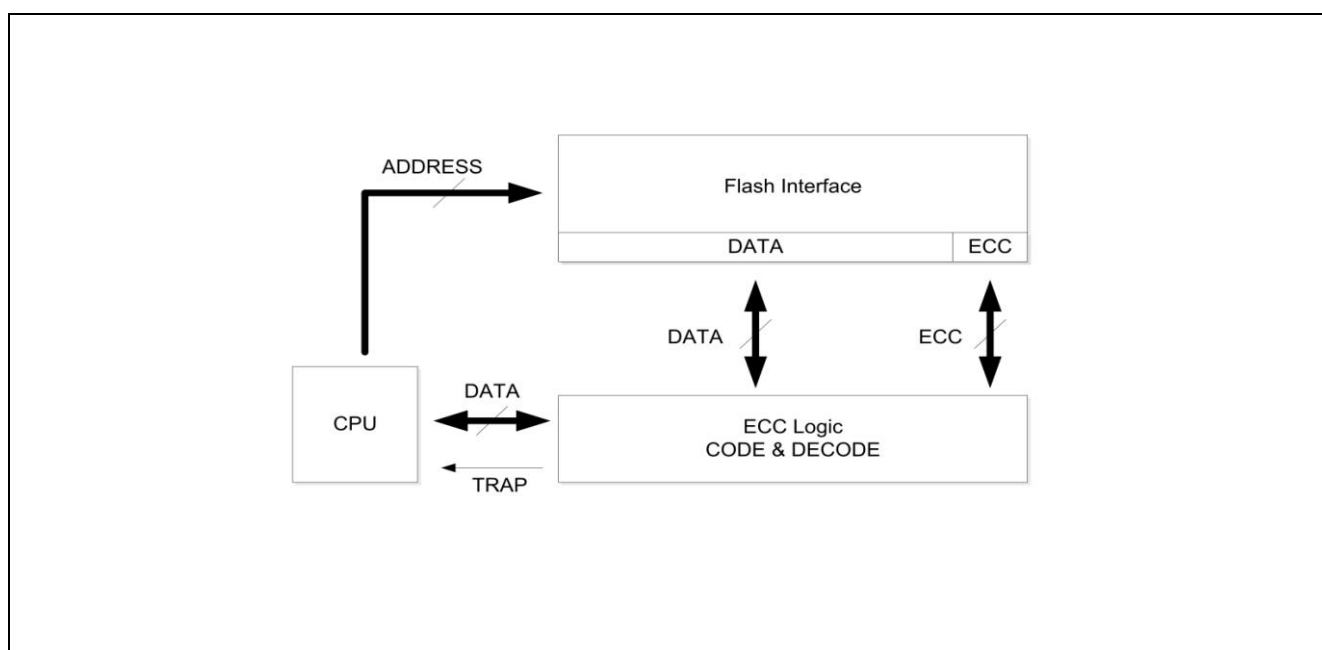 ADDRESS
Flash Interface
DATA ECC
DATA ECC
DATA
CPU
ECC Logic
CODE & DECODE
TRAP